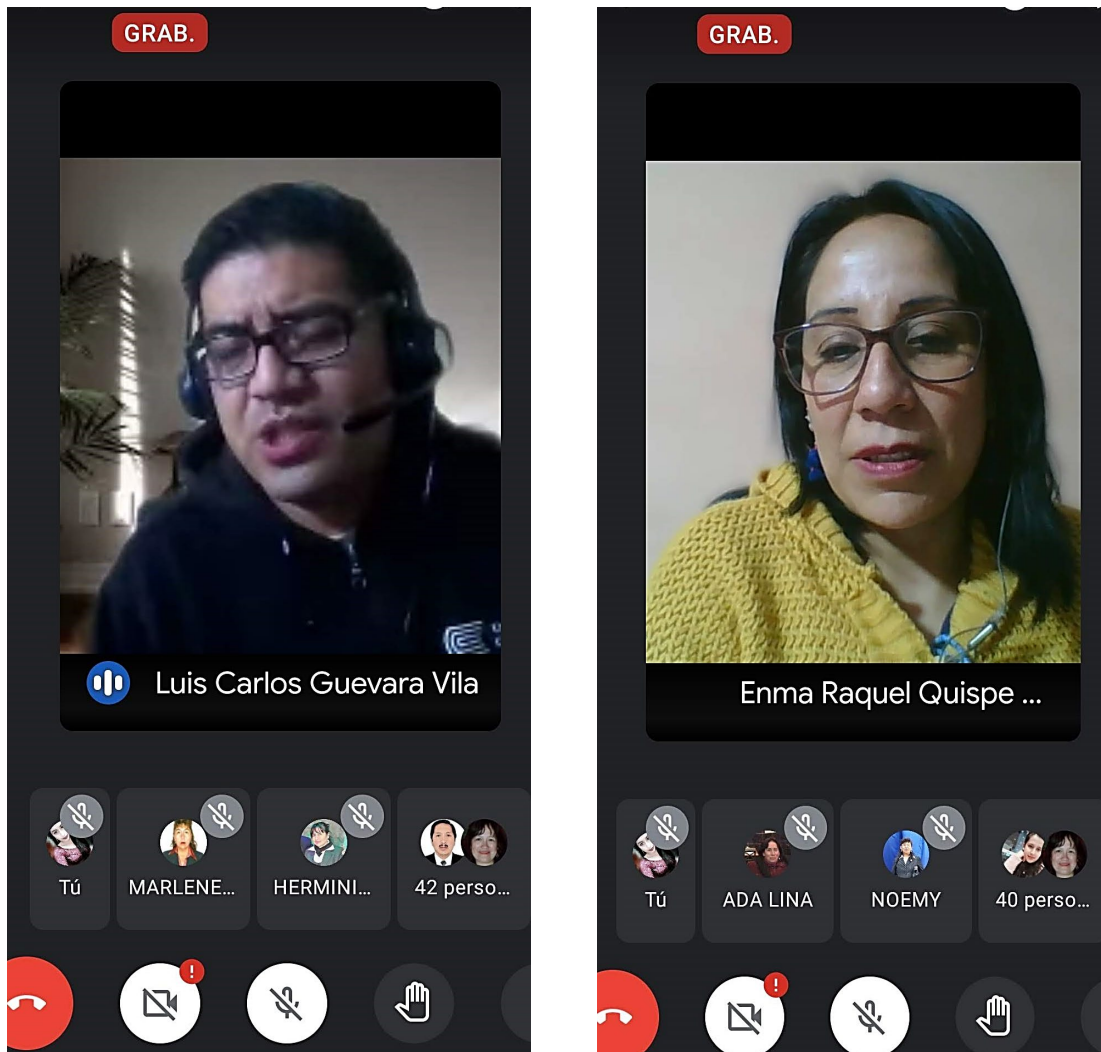 GRAB.
Luis Carlos Guevara Vila
Tú
MARLENE...
HERMINI...
42 perso...
GRAB.
Enma Raquel Quispe ...
Tú
ADA LINA
NOEMY
40 perso...